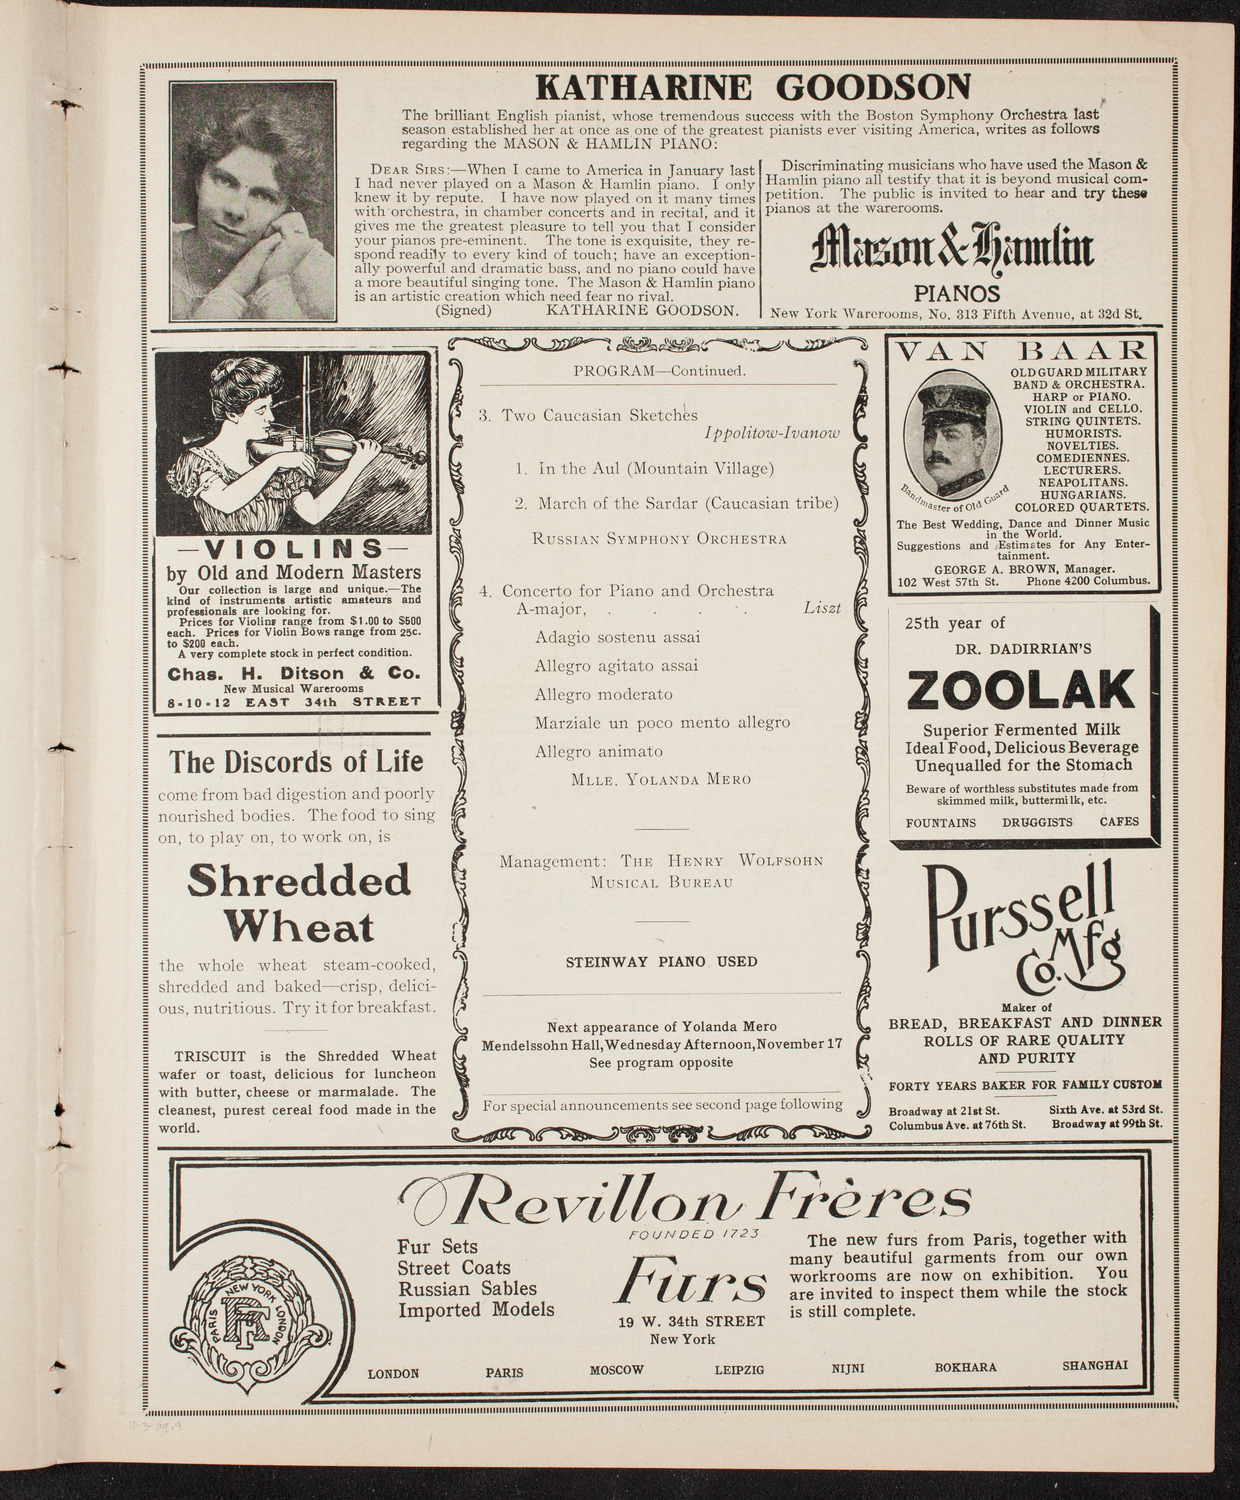 KATHARINE GOODSON
The brilliant English pianist, whose tremendous success with the Boston Symphony Orchestra last
season established her at once as one of the greatest pianists ever visiting America, writes as follows
regarding the MASON & HAMLIN PIANO:
DEAR SIRS:—When I came to America in January last
I had never played on a Mason & Hamlin piano. I only
knew it by repute. I have now played on it many times
with orchestra, in chamber concerts and in recital, and it
gives me the greatest pleasure to tell you that I consider
your pianos pre-eminent. The tone is exquisite, they re-
spond readily to every kind of touch; have an exception-
ally powerful and dramatic bass, and no piano could have
a more beautiful singing tone. The Mason & Hamlin piano
is an artistic creation which need fear no rival.
(Signed) KATHARINE GOODSON.
Discriminating musicians who have used the Mason &
Hamlin piano all testify that it is beyond musical com-
petition. The public is invited to hear and try these
pianos at the warerooms.
Mason & Hamlin
PIANOS
New York Warerooms, No. 313 Fifth Avenue, at 32d St.
—VIOLINS—
by Old and Modern Masters
Our collection is large and unique.—The
kind of instruments artistic amateurs and
professionals are looking for.
Prices for Violins range from $1.00 to $500
each. Prices for Violin Bows range from 25c.
to $200 each.
A very complete stock in perfect condition.
Chas. H. Ditson & Co.
New Musical Warerooms
8-10-12 EAST 34th STREET
The Discords of Life
come from bad digestion and poorly
nourished bodies. The food to sing
on, to play on, to work on, is
Shredded
Wheat
the whole wheat steam-cooked,
shredded and baked—crisp, delici-
ous, nutritious. Try it for breakfast.
TRISCUIT is the Shredded Wheat
wafer or toast, delicious for luncheon
with butter, cheese or marmalade. The
cleanest, purest cereal food made in the
world.
PROGRAM—Continued.
3. Two Caucasian Sketches
Ippolitow-Ivanow
1. In the Aul (Mountain Village)
2. March of the Sardar (Caucasian tribe)
RUSSIAN SYMPHONY ORCHESTRA
4. Concerto for Piano and Orchestra
A-major, . . . . Liszt
Adagio sostenu assai
Allegro agitato assai
Allegro moderato
Marziale un poco mento allegro
Allegro animato
MLLE. YOLANDA MERO
Management: THE HENRY WOLFSOHN
MUSICAL BUREAU
STEINWAY PIANO USED
Next appearance of Yolanda Mero
Mendelssohn Hall, Wednesday Afternoon, November 17
See program opposite
For special announcements see second page following
VAN BAAR
OLD GUARD MILITARY
BAND & ORCHESTRA.
HARP or PIANO.
VIOLIN and CELLO.
STRING QUINTETS.
HUMORISTS.
NOVELTIES.
COMEDIENNES.
LECTURERS.
NEAPOLITANS.
HUNGARIANS.
COLORED QUARTETS.
Bandmaster of Old Guard
The Best Wedding, Dance and Dinner Music
in the World.
Suggestions and Estimates for Any Enter-
tainment.
GEORGE A. BROWN, Manager.
102 West 57th St. Phone 4200 Columbus.
25th year of
DR. DADIRRIAN'S
ZOOLAK
Superior Fermented Milk
Ideal Food, Delicious Beverage
Unequalled for the Stomach
Beware of worthless substitutes made from
skimmed milk, buttermilk, etc.
FOUNTAINS DRUGGISTS CAFES
Purssell
Mfg
Co.
Maker of
BREAD, BREAKFAST AND DINNER
ROLLS OF RARE QUALITY
AND PURITY
FORTY YEARS BAKER FOR FAMILY CUSTOM
Broadway at 21st St. Sixth Ave. at 53rd St.
Columbus Ave. at 76th St. Broadway at 99th St.
Revillon Frères
FOUNDED 1723
Fur Sets
Street Coats
Russian Sables
Imported Models
Furs
19 W. 34th STREET
New York
The new furs from Paris, together with
many beautiful garments from our own
workrooms are now on exhibition. You
are invited to inspect them while the stock
is still complete.
PARIS NEW YORK LONDON
LONDON PARIS MOSCOW LEIPZIG NIJNI BOKHARA SHANGHAI